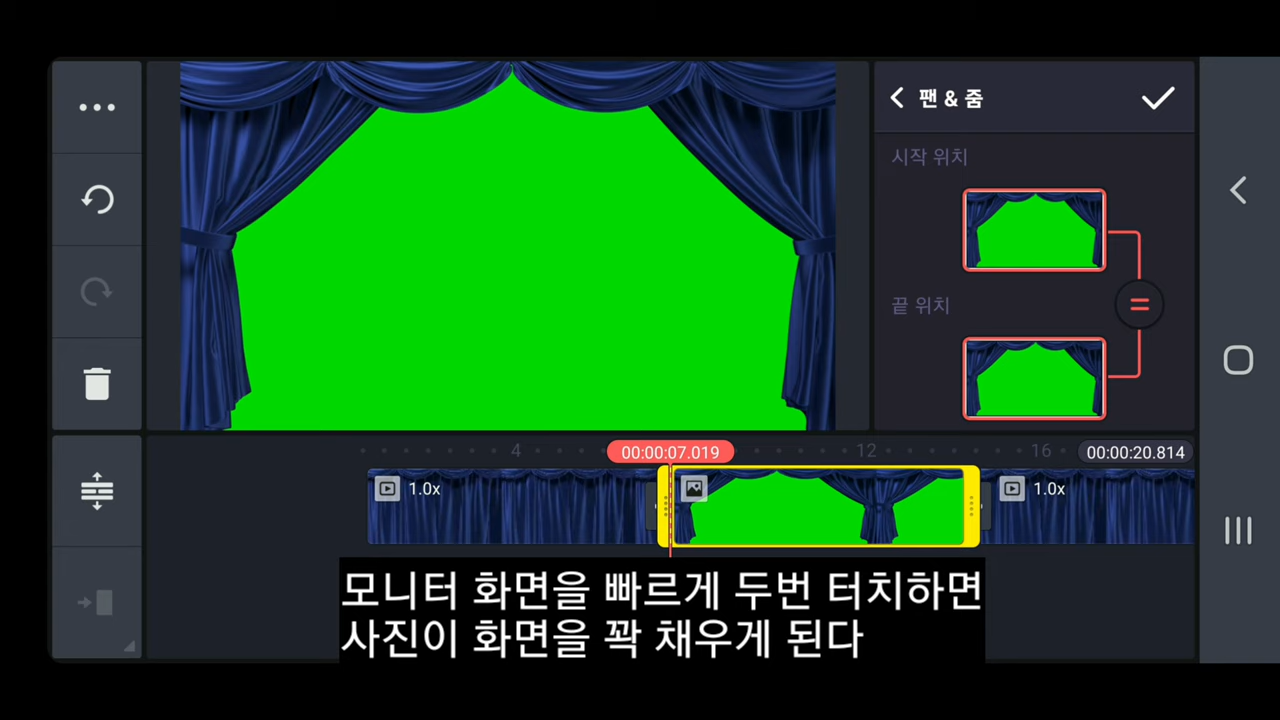 팬 & 줌
시작 위치
끝 위치
=
4
00:00:07.019
12
16
00:00:20.814
1.0x
1.0x
모니터 화면을 빠르게 두번 터치하면
사진이 화면을 꽉 채우게 된다